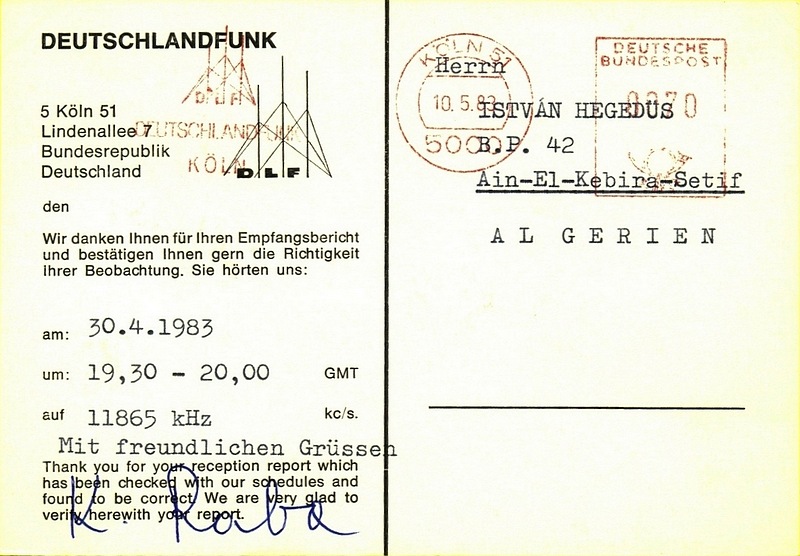 DEUTSCHLANDFUNK
DLF
DEUTSCHLANDFUNK
KÖLN
DLF
5 Köln 51
Lindenallee 7
Bundesrepublik
Deutschland
den
Wir danken Ihnen für Ihren Empfangsbericht
und bestätigen Ihnen gern die Richtigkeit
Ihrer Beobachtung. Sie hörten uns:
am: 30.4.1983
um: 19,30 - 20,00 GMT
auf 11865 kHz kc/s.
Mit freundlichen Grüssen
Thank you for your reception report which
has been checked with our schedules and
found to be correct. We are very glad to
verify herewith your report.
K. Raba
KÖLN 51
10.5.83
5000
DEUTSCHE
BUNDESPOST
0070
Herrn
ISTVÁN HEGEDÜS
B.P. 42
Ain-El-Kebira-Setif
AL GERIEN